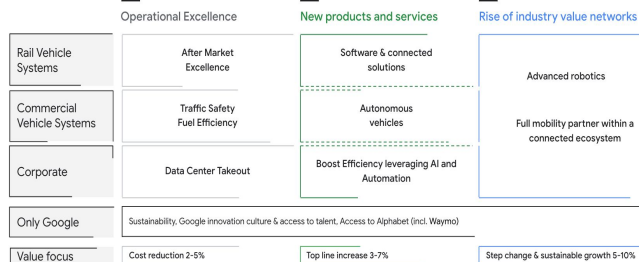 Operational Excellence
New products and services
Rise of industry value networks
Rail Vehicle
Systems
After Market
Excellence
Software & connected
solutions
Advanced robotics
Commercial
Vehicle Systems
Traffic Safety
Fuel Efficiency
Autonomous
vehicles
Full mobility partner within a
connected ecosystem
Corporate
Data Center Takeout
Boost Efficiency leveraging AI and
Automation
Only Google
Sustainability, Google innovation culture & access to talent, Access to Alphabet (incl. Waymo)
Value focus
Cost reduction 2-5%
Top line increase 3-7%
Step change & sustainable growth 5-10%